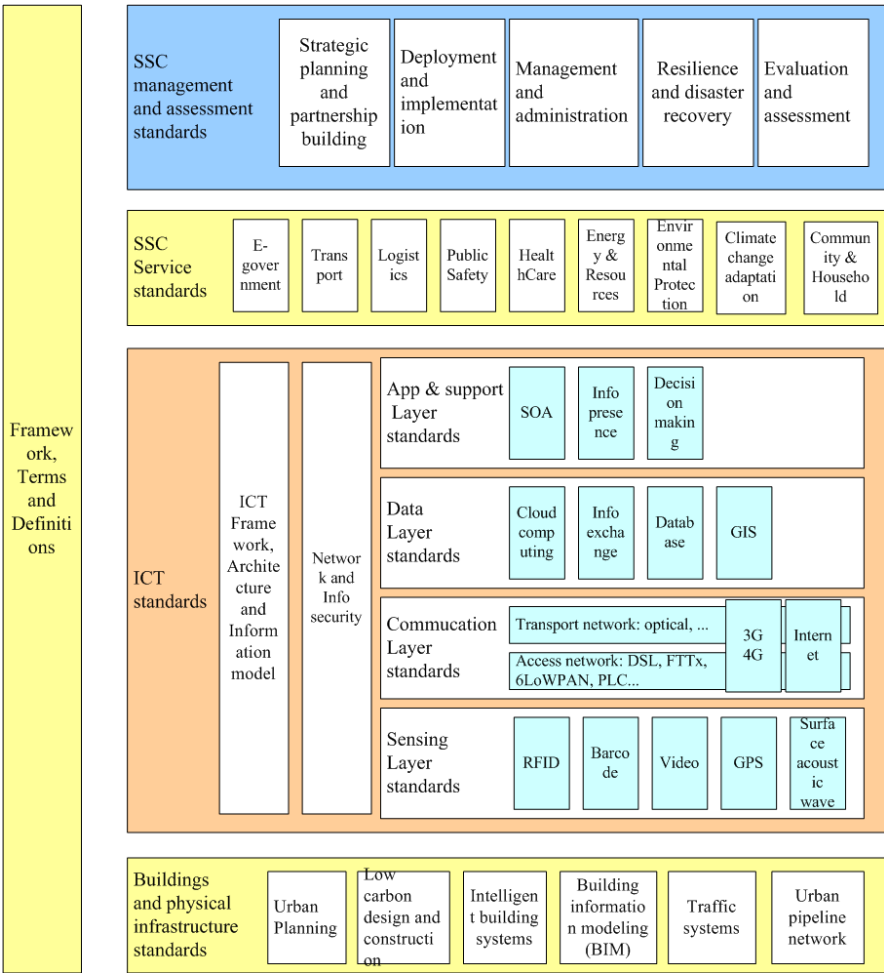 Framew
ork,
Terms
and
Definiti
ons
SSC
management
and assessment
standards
Strategic
planning
and
partnership
building
Deployment
and
implementat
ion
Management
and
administration
Resilience
and disaster
recovery
Evaluation
and
assessment
SSC
Service
standards
E-
gover
nment
Trans
port
Logist
ics
Public
Safety
Healt
hCare
Energ
y &
Resou
rces
Envir
onme
ntal
Protec
tion
Climate
change
adaptati
on
Commun
ity &
Househo
ld
ICT
standards
ICT
Frame
work,
Archite
cture
and
Inform
ation
model
Networ
k and
Info
security
App & support
Layer
standards
SOA
Info
prese
nce
Decis
ion
makin
g
Data
Layer
standards
Cloud
comp
uting
Info
excha
nge
Datab
ase
GIS
Commucation
Layer
standards
Transport network: optical, ...
Access network: DSL, FTTx,
6LoWPAN, PLC...
3G
4G
Intern
et
Sensing
Layer
standards
RFID
Barco
de
Video
GPS
Surfa
ce
acoust
ic
wave
Buildings
and physical
infrastructure
standards
Urban
Planning
Low
carbon
design and
constructi
on
Intelligen
t building
systems
Building
informatio
n modeling
(BIM)
Traffic
systems
Urban
pipeline
network